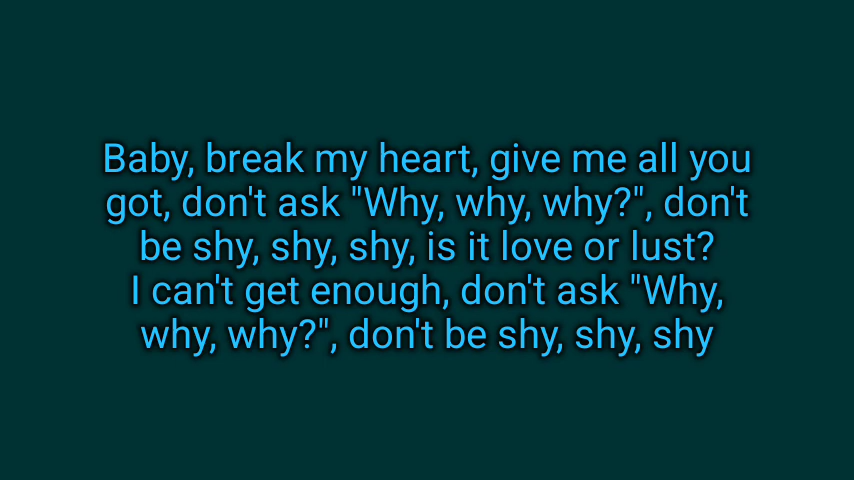 Baby, break my heart, give me all you
got, don't ask "Why, why, why?", don't
be shy, shy, shy, is it love or lust?
I can't get enough, don't ask "Why,
why, why?", don't be shy, shy, shy